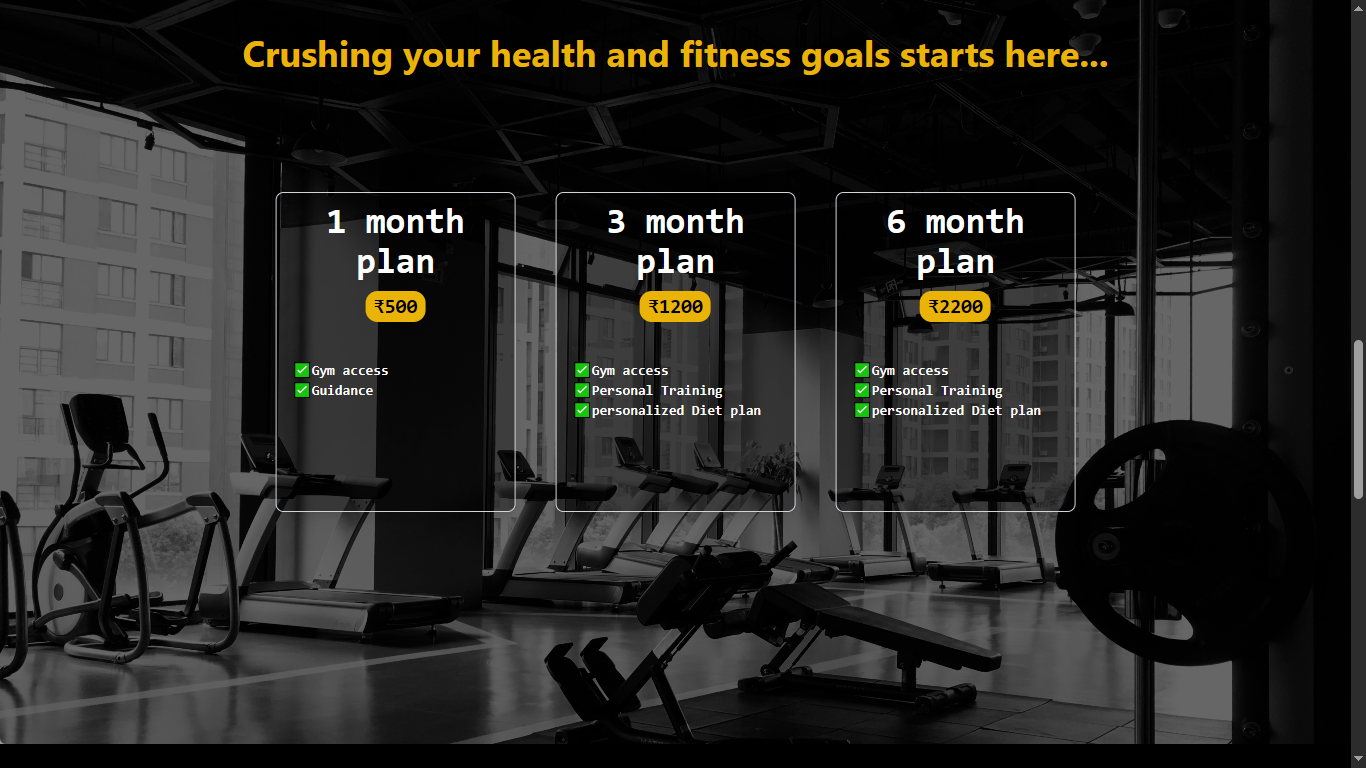 Crushing your health and fitness goals starts here...
1 month
plan
₹500
✅Gym access
✅Guidance
3 month
plan
₹1200
✅Gym access
✅Personal Training
✅personalized Diet plan
6 month
plan
₹2200
✅Gym access
✅Personal Training
✅personalized Diet plan